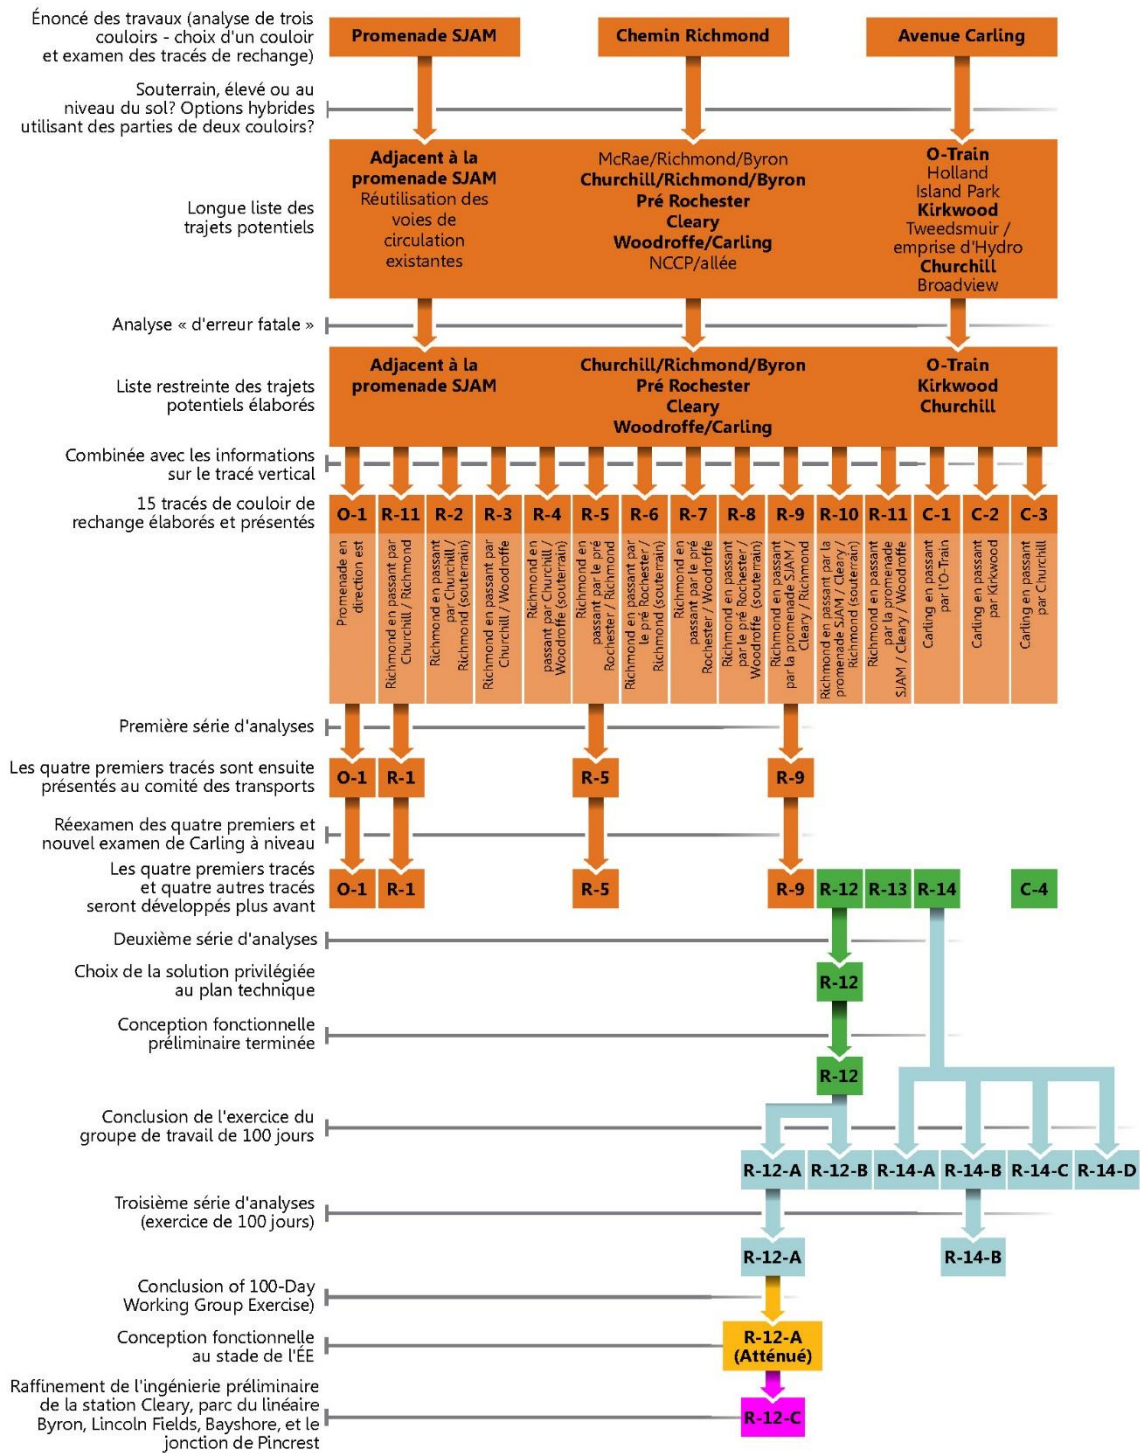 Énoncé des travaux (analyse de trois
couloirs - choix d'un couloir
et examen des tracés de rechange)
Promenade SJAM
Chemin Richmond
Avenue Carling
Souterrain, élevé ou au
niveau du sol? Options hybrides
utilisant des parties de deux couloirs?
Longue liste des
trajets potentiels
Adjacent à la
promenade SJAM
Réutilisation des
voies de
circulation
existantes
McRae/Richmond/Byron
Churchill/Richmond/Byron
Pré Rochester
Cleary
Woodroffe/Carling
NCCP/allée
O-Train
Holland
Island Park
Kirkwood
Tweedsmuir /
emprise d'Hydro
Churchill
Broadview
Analyse « d'erreur fatale »
Liste restreinte des trajets
potentiels élaborés
Adjacent à la
promenade SJAM
Churchill/Richmond/Byron
Pré Rochester
Cleary
Woodroffe/Carling
O-Train
Kirkwood
Churchill
Combinée avec les informations
sur le tracé vertical
15 tracés de couloir de
rechange élaborés et présentés
O-1
R-11
R-2
R-3
R-4
R-5
R-6
R-7
R-8
R-9
R-10
R-11
C-1
C-2
C-3
Promenade en
direction est
Richmond en passant par
Churchill / Richmond
Richmond en passant
par Churchill /
Richmond (souterrain)
Richmond en passant par
Churchill / Woodroffe
Richmond en
passant par Churchill /
Woodroffe (souterrain)
Richmond en
passant par le pré
Rochester / Richmond
Richmond en passant par
le pré Rochester /
Richmond (souterrain)
Richmond en
passant par le pré
Rochester / Woodroffe
Richmond en passant
par le pré Rochester /
Woodroffe (souterrain)
Richmond en passant
par la promenade SJAM /
Cleary / Richmond
Richmond en passant par la
promenade SJAM / Cleary /
Richmond (souterrain)
Richmond en passant
par la promenade
SJAM / Cleary / Woodroffe
Carling en passant
par l'O-Train
Carling en passant
par Kirkwood
Carling en passant
par Churchill
Première série d'analyses
Les quatre premiers tracés sont ensuite
présentés au comité des transports
O-1
R-1
R-5
R-9
Réexamen des quatre premiers et
nouvel examen de Carling à niveau
Les quatre premiers tracés
et quatre autres tracés
seront développés plus avant
O-1
R-1
R-5
R-9
R-12
R-13
R-14
C-4
Deuxième série d'analyses
Choix de la solution privilégiée
au plan technique
R-12
Conception fonctionnelle
préliminaire terminée
R-12
Conclusion de l'exercice du
groupe de travail de 100 jours
R-12-A
R-12-B
R-14-A
R-14-B
R-14-C
R-14-D
Troisième série d'analyses
(exercice de 100 jours)
R-12-A
R-14-B
Conclusion of 100-Day
Working Group Exercise)
Conception fonctionnelle
au stade de l'ÉE
R-12-A
(Atténué)
Raffinement de l'ingénierie préliminaire
de la station Cleary, parc du linéaire
Byron, Lincoln Fields, Bayshore, et le
jonction de Pincrest
R-12-C